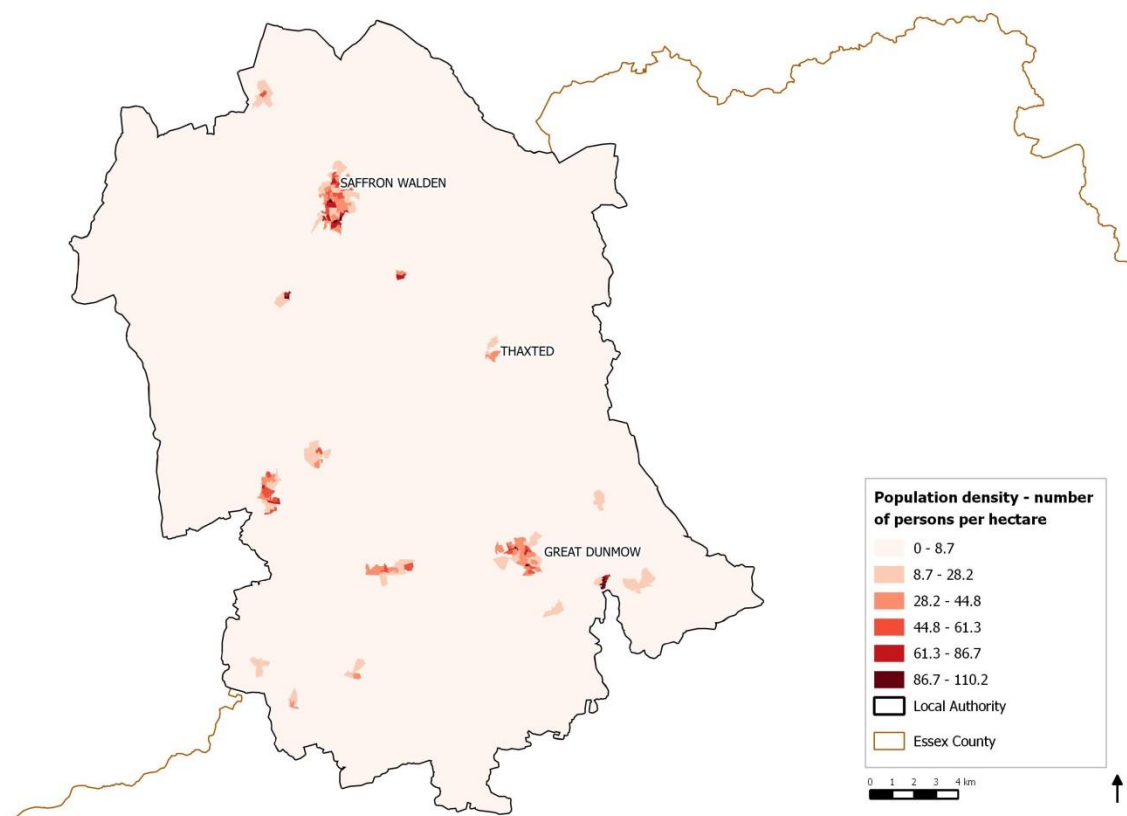 SAFFRON WALDEN
THAXTED
GREAT DUNMOW
Population density - number
of persons per hectare
0 - 8.7
8.7 - 28.2
28.2 - 44.8
44.8 - 61.3
61.3 - 86.7
86.7 - 110.2
Local Authority
Essex County
0 1 2 3 4 km